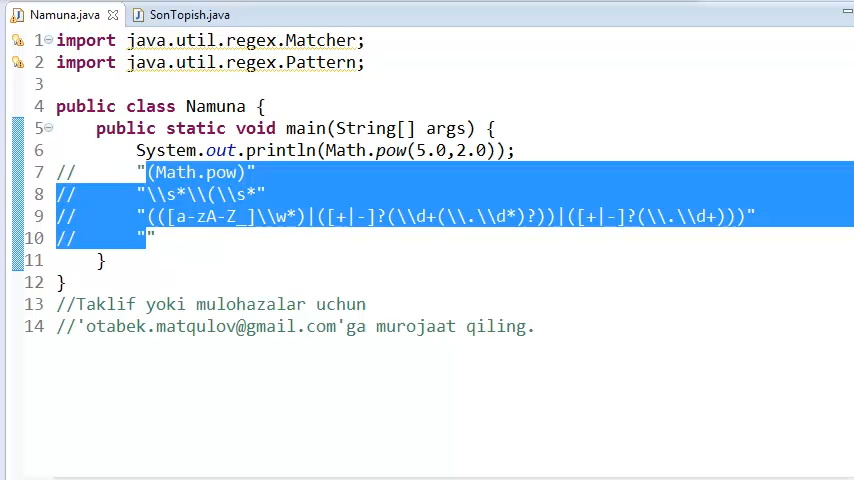 Namuna.java SonTopish.java
1 import java.util.regex.Matcher;
2 import java.util.regex.Pattern;
3
4 public class Namuna {
5     public static void main(String[] args) {
6         System.out.println(Math.pow(5.0,2.0));
7 //      "(Math.pow)"
8 //      "\\s*\\(\\s*"
9 //      "(([a-zA-Z_]\\w*)|([+|-]?(\\d+(\\.\\d*)?))|([+|-]?(\\.\\d+)))"
10 //      ""
11     }
12 }
13 //Taklif yoki mulohazalar uchun
14 //'otabek.matqulov@gmail.com'ga murojaat qiling.